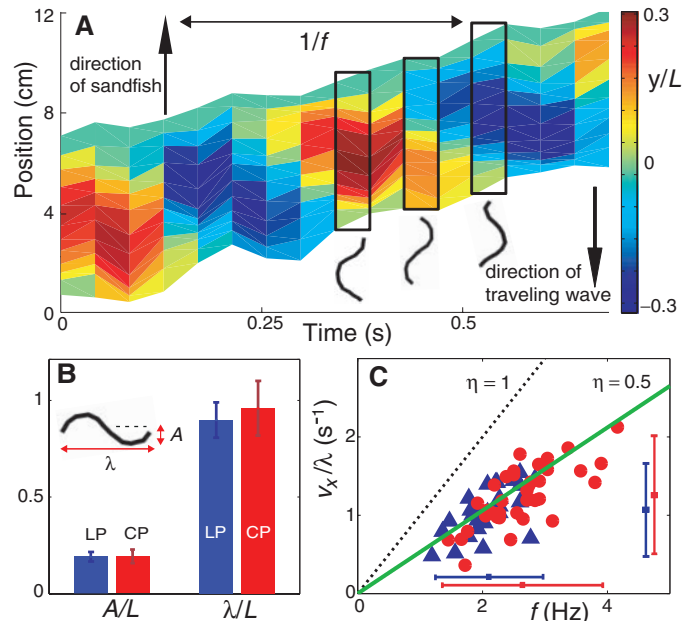 A
direction
of sandfish
1/f
Position (cm)
12
8
4
0
0
0.25
0.5
Time (s)
direction of
traveling wave
0.3
y/L
0
−0.3
B
1
0.5
0
A
λ
LP
CP
LP
CP
A/L
λ/L
C
η = 1
η = 0.5
vx/λ (s⁻¹)
2
1
0
0
2
4
f (Hz)